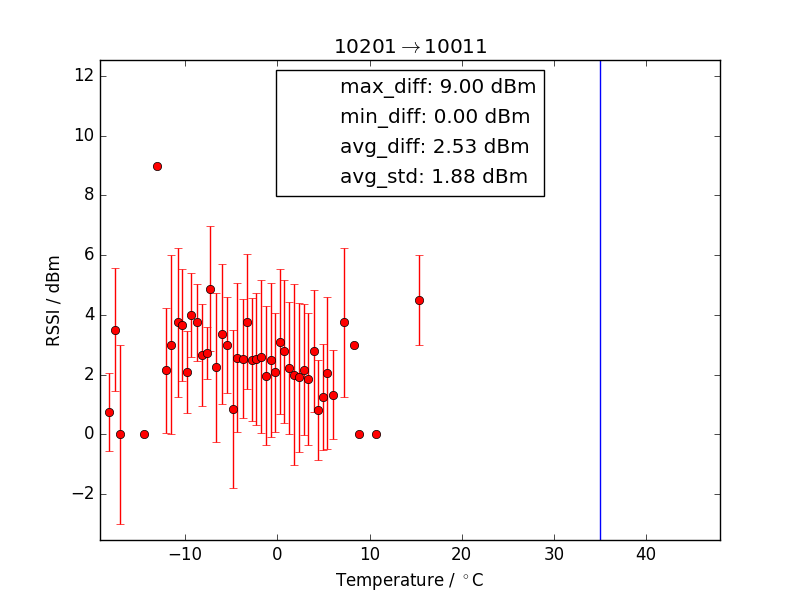 10201→10011
max_diff: 9.00 dBm
min_diff: 0.00 dBm
avg_diff: 2.53 dBm
avg_std: 1.88 dBm
12
10
8
6
4
2
0
−2
RSSI / dBm
−10 0 10 20 30 40
Temperature / °C